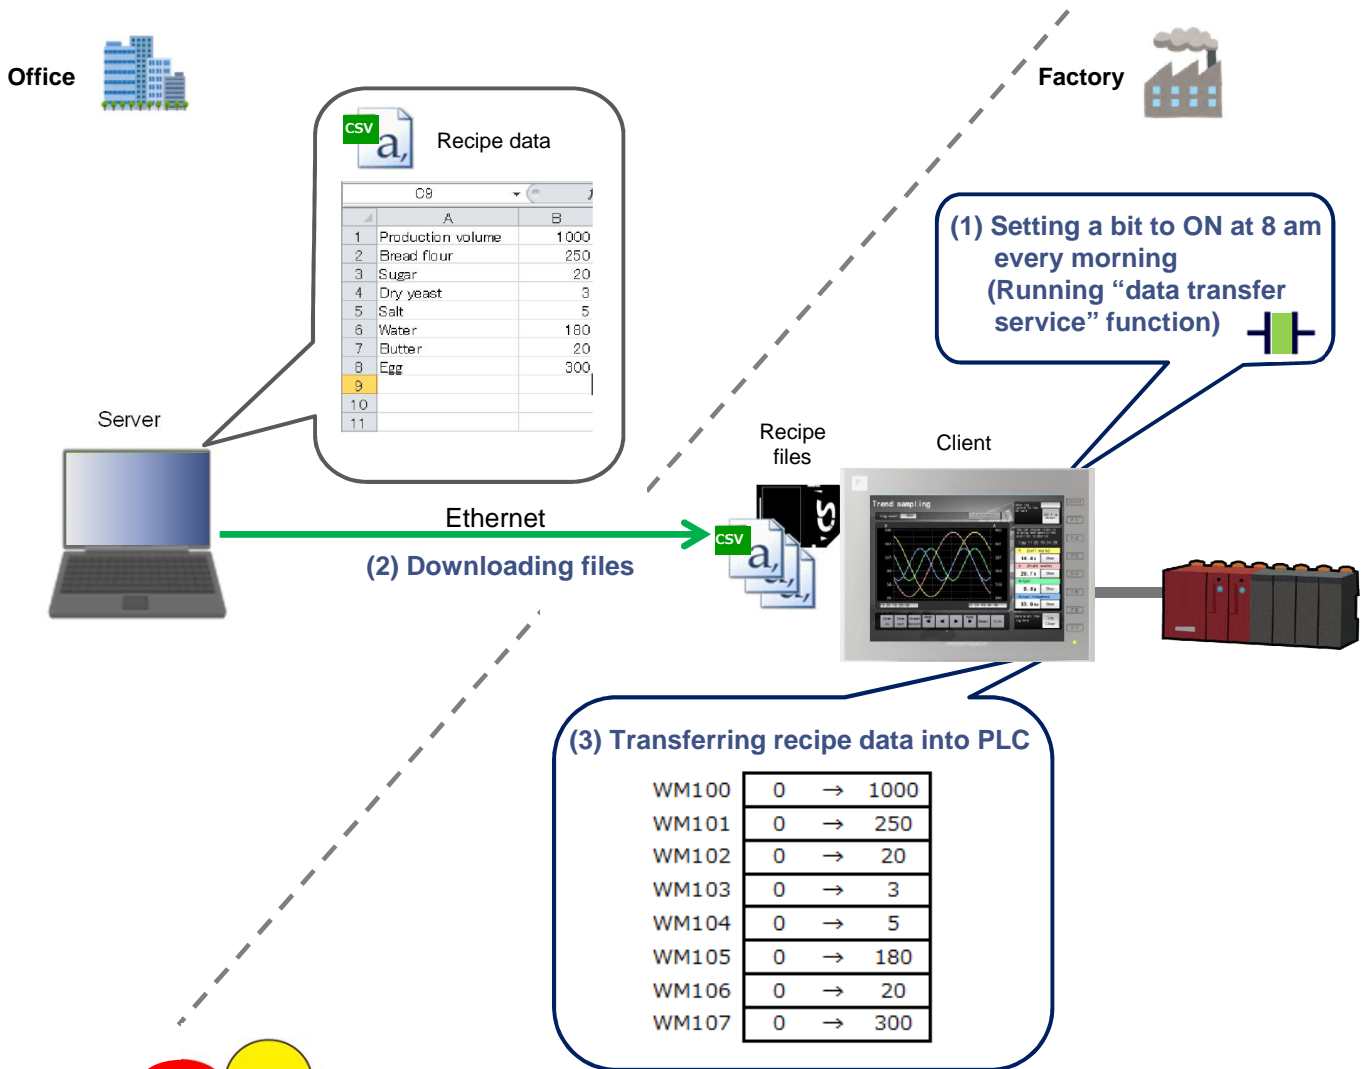 Office
Factory
CSV
a,
Recipe data
C9
A B
1 Production volume 1000
2 Bread flour 250
3 Sugar 20
4 Dry yeast 3
5 Salt 5
6 Water 180
7 Butter 20
8 Egg 300
9
10
11
(1) Setting a bit to ON at 8 am
every morning
(Running “data transfer
service” function)
Server
Recipe
files
Client
Ethernet
(2) Downloading files
CSV
a,
Trend sampling
(3) Transferring recipe data into PLC
WM100 0 → 1000
WM101 0 → 250
WM102 0 → 20
WM103 0 → 3
WM104 0 → 5
WM105 0 → 180
WM106 0 → 20
WM107 0 → 300